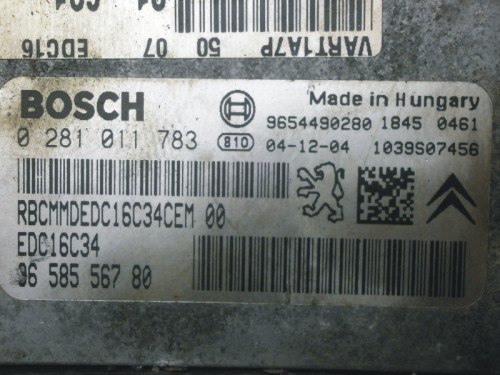 VART1A7P
50 07 EDC16
BOSCH
Made in Hungary
0 281 011 783
810
9654490280 1845 0461
04-12-04 1039S07456
RBCMMDEDC16C34CEM 00
EDC16C34
96 585 567 80